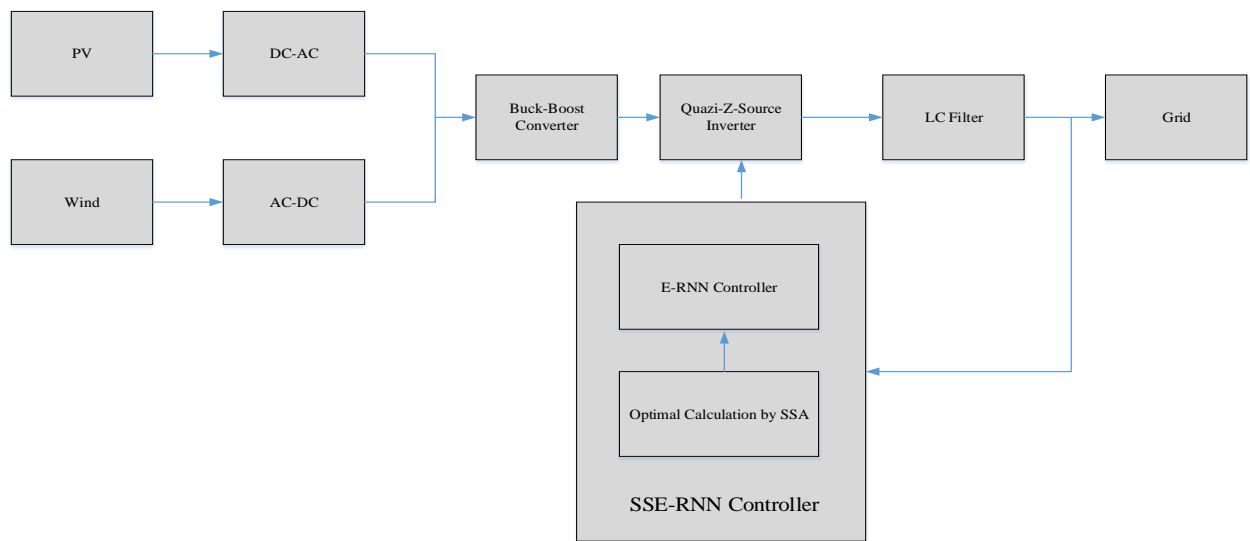 PV
DC-AC
Buck-Boost
Converter
Quazi-Z-Source
Inverter
LC Filter
Grid
Wind
AC-DC
E-RNN Controller
Optimal Calculation by SSA
SSE-RNN Controller